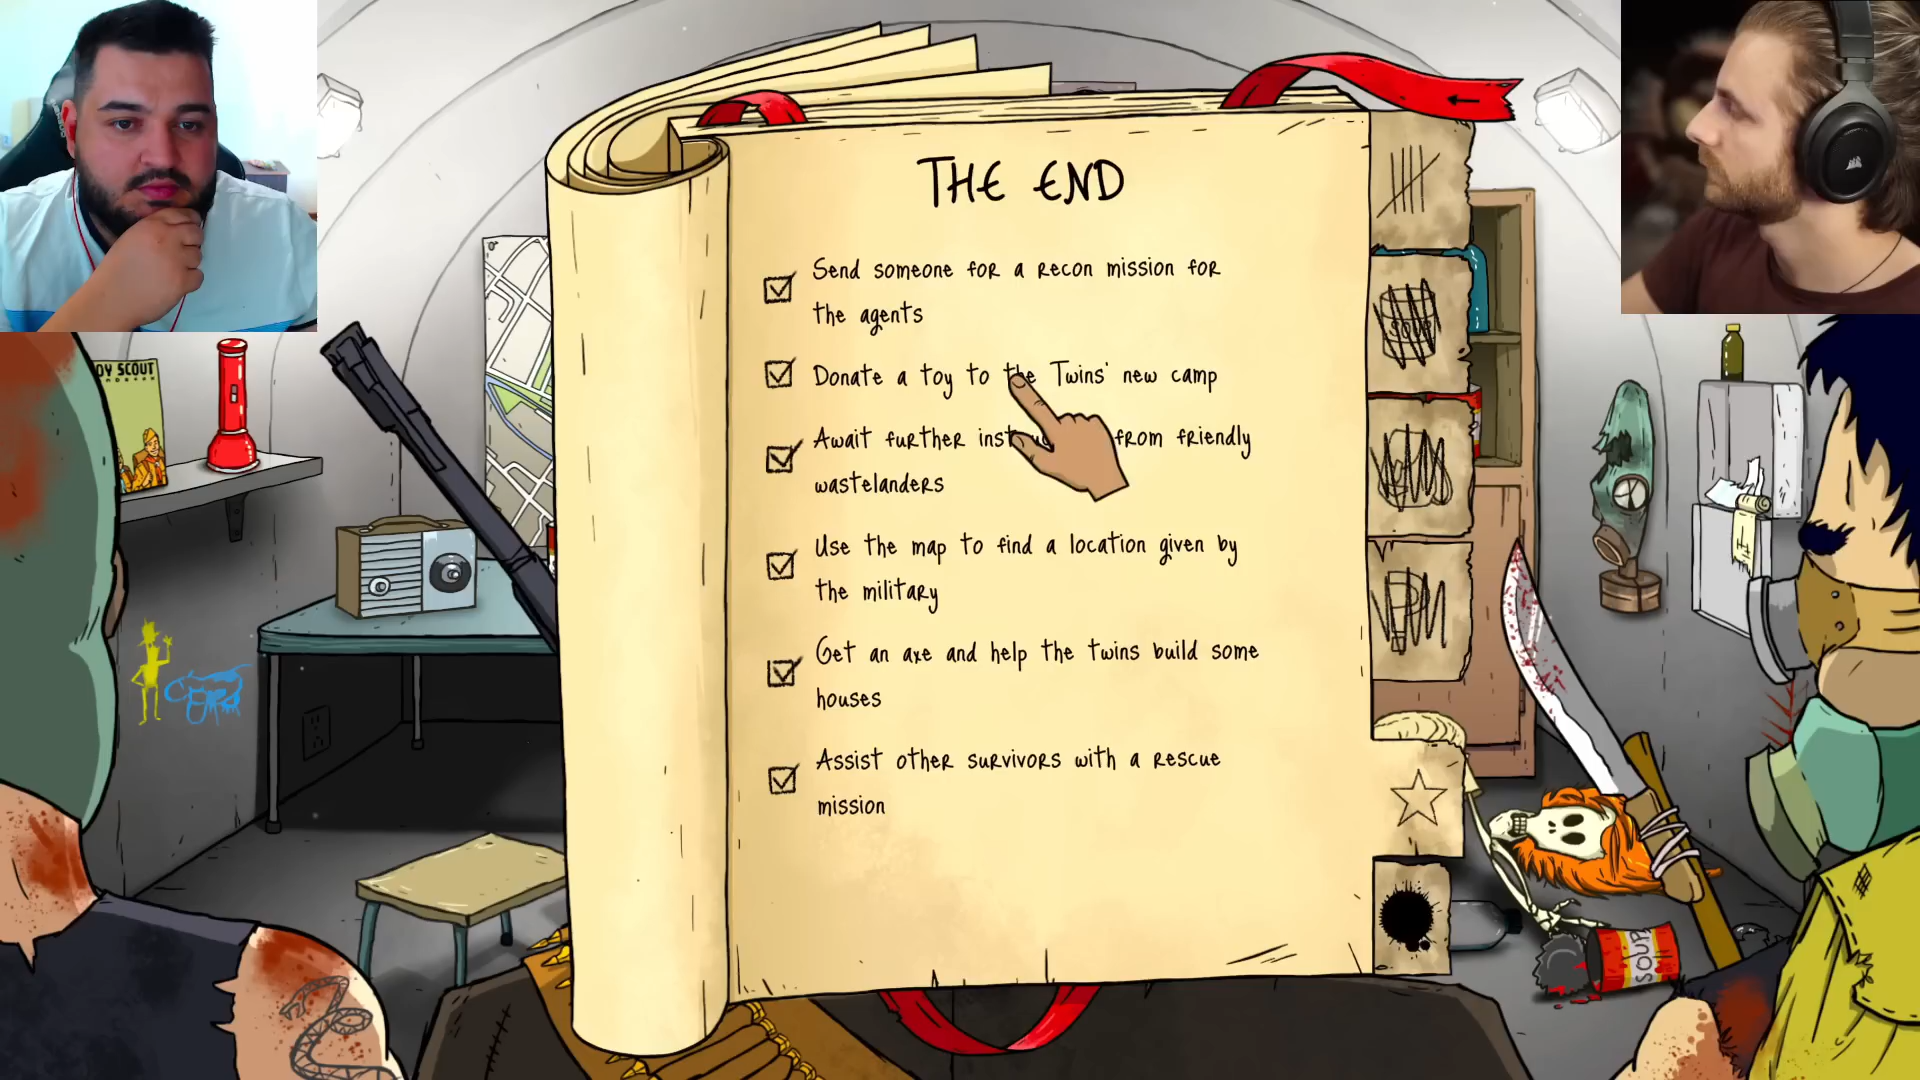 THE END
Send someone for a recon mission for
the agents
Donate a toy to the Twins' new camp
Await further from friendly
wastelanders
Use the map to find a location given by
the military
Get an axe and help the twins build some
houses
Assist other survivors with a rescue
mission
OY SCOUT
SOUP
SOUP